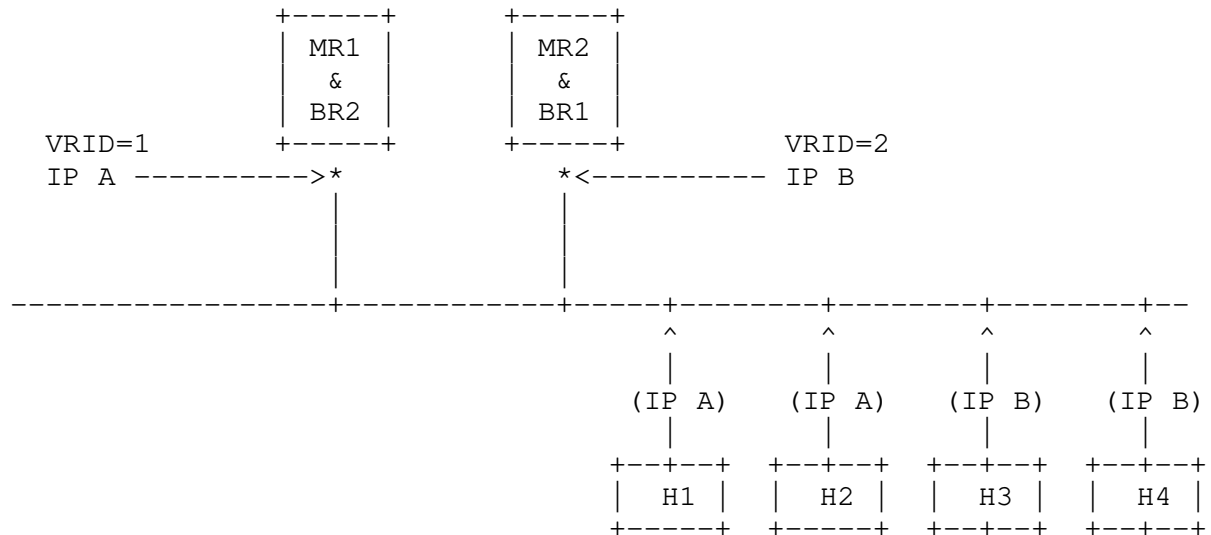 MR1 MR2
& &
BR2 BR1
VRID=1 VRID=2
IP A IP B
(IP A) (IP A) (IP B) (IP B)
H1 H2 H3 H4